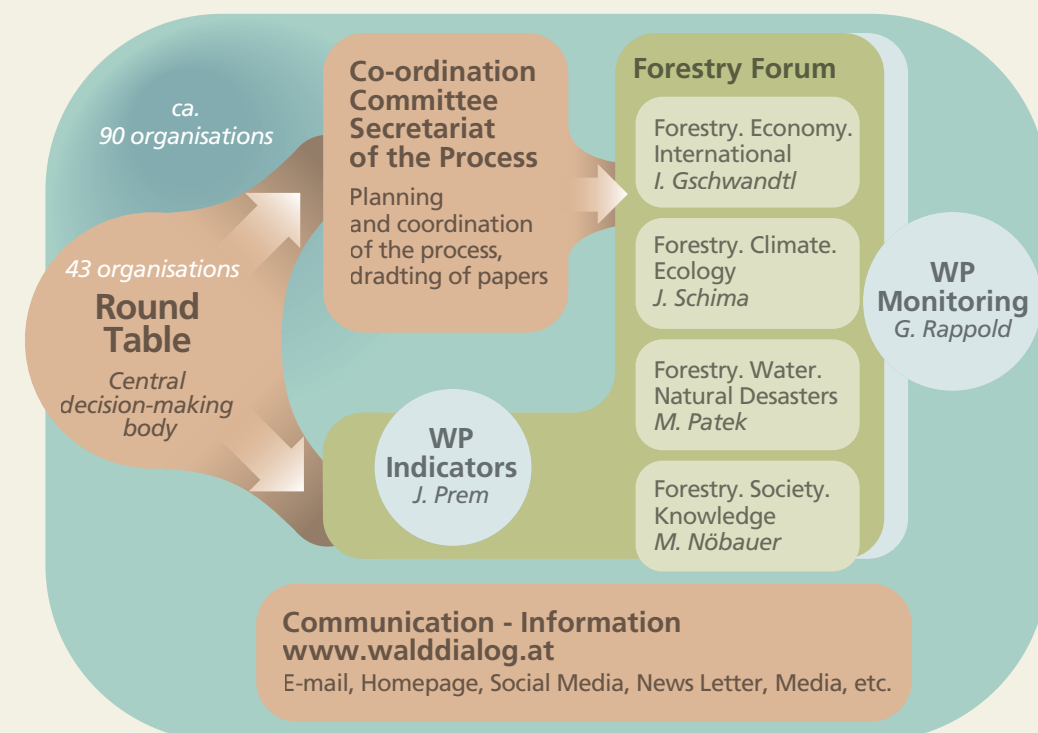 ca.
90 organisations
43 organisations
Round
Table
Central
decision-making
body
Co-ordination
Committee
Secretariat
of the Process
Planning
and coordination
of the process,
dradting of papers
Forestry Forum
Forestry. Economy.
International
I. Gschwandtl
Forestry. Climate.
Ecology
J. Schima
Forestry. Water.
Natural Desasters
M. Patek
Forestry. Society.
Knowledge
M. Nöbauer
WP
Monitoring
G. Rappold
WP
Indicators
J. Prem
Communication - Information
www.walddialog.at
E-mail, Homepage, Social Media, News Letter, Media, etc.